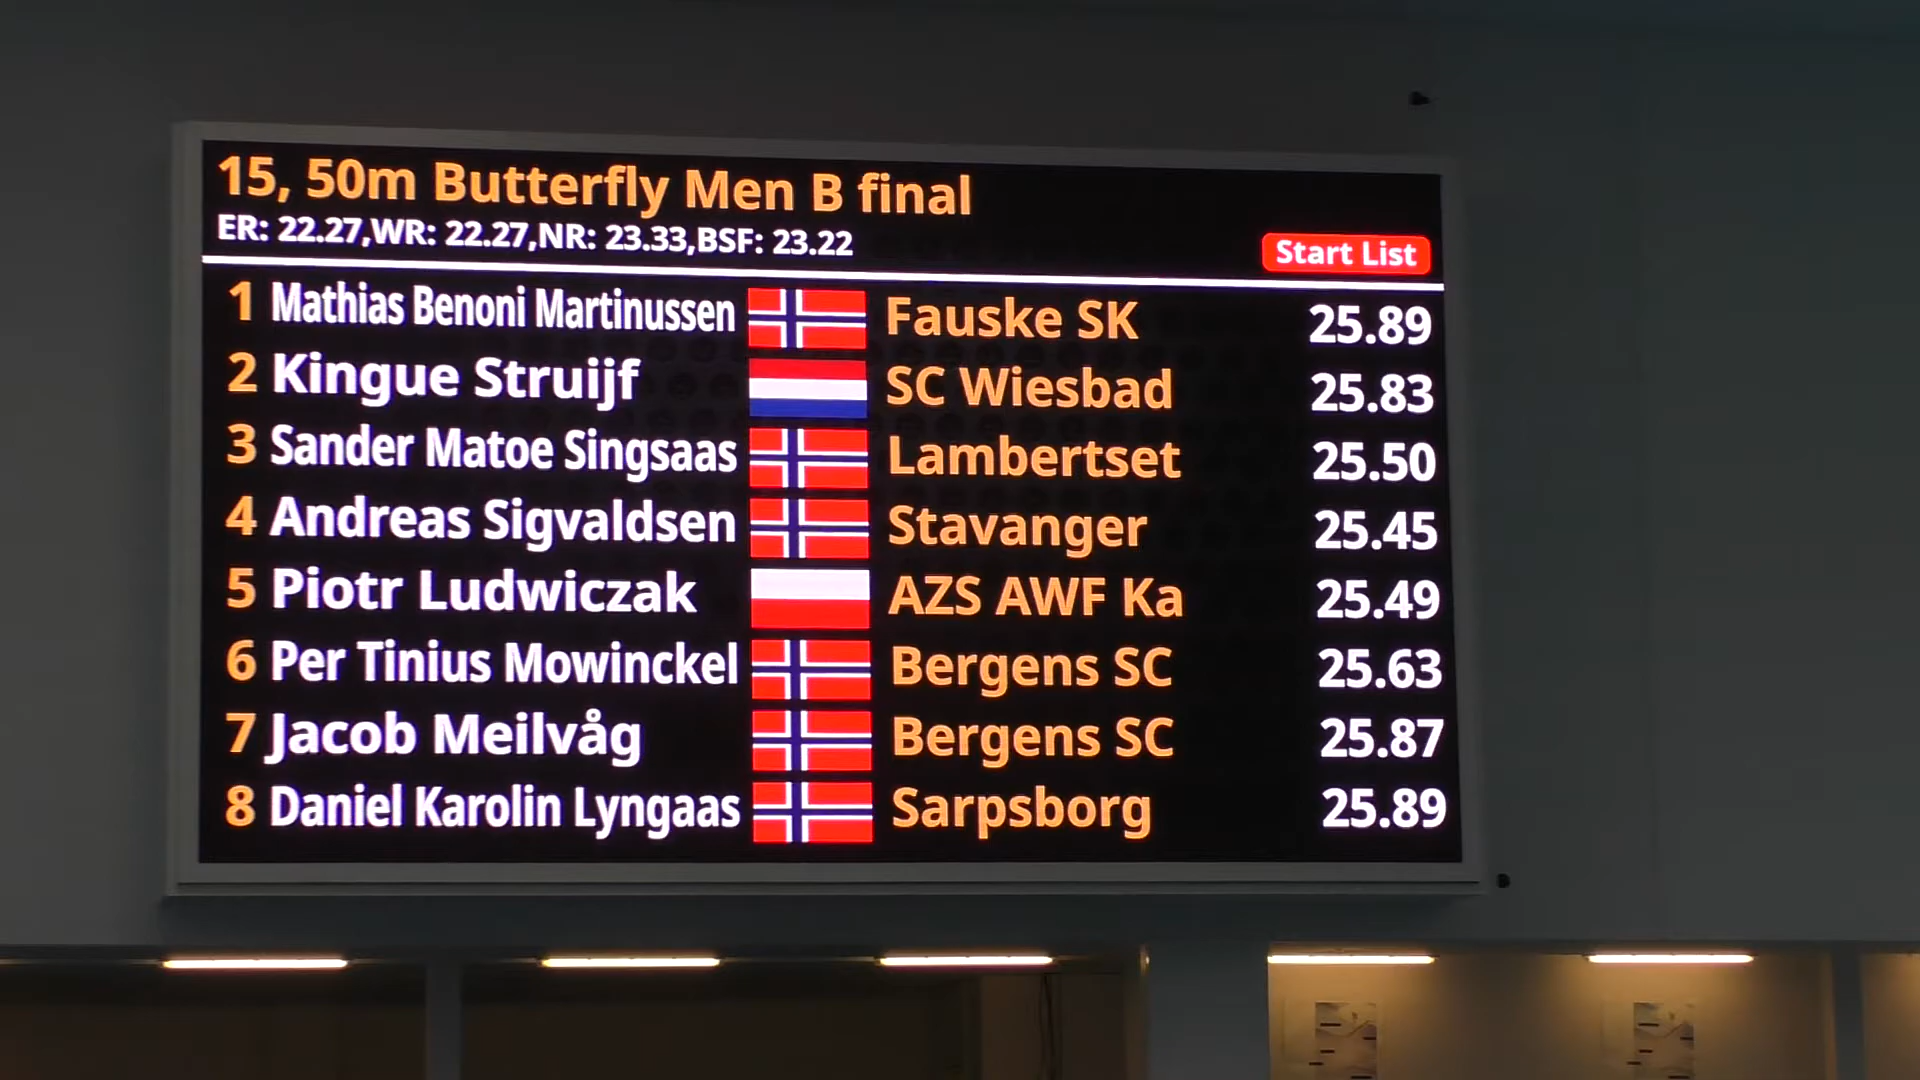 15, 50m Butterfly Men B final
ER: 22.27,WR: 22.27,NR: 23.33,BSF: 23.22
Start List
1 Mathias Benoni Martinussen Fauske SK 25.89
2 Kingue Struijf SC Wiesbad 25.83
3 Sander Matoe Singsaas Lambertset 25.50
4 Andreas Sigvaldsen Stavanger 25.45
5 Piotr Ludwiczak AZS AWF Ka 25.49
6 Per Tinius Mowinckel Bergens SC 25.63
7 Jacob Meilvåg Bergens SC 25.87
8 Daniel Karolin Lyngaas Sarpsborg 25.89